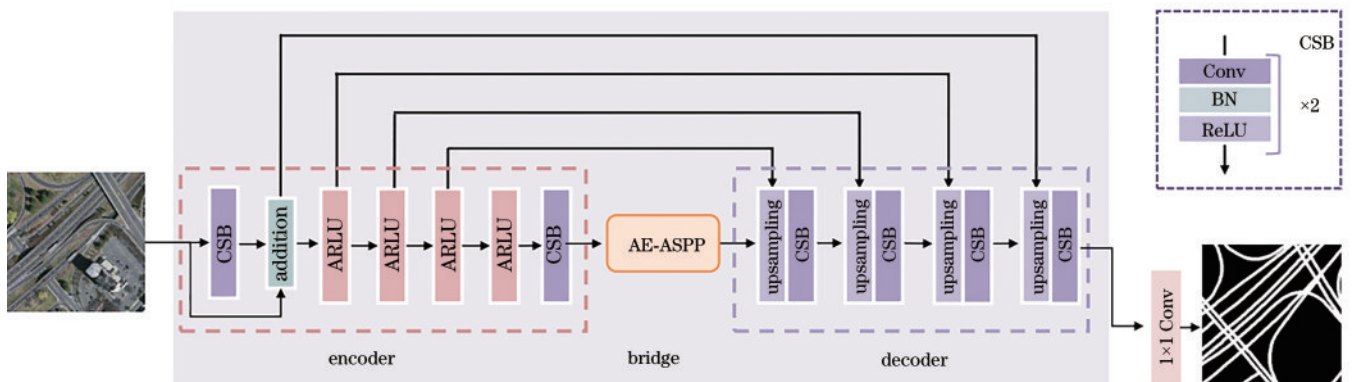 CSB
addition
ARLU
ARLU
ARLU
ARLU
CSB
AE-ASPP
upsampling
CSB
upsampling
CSB
upsampling
CSB
upsampling
CSB
encoder
bridge
decoder
1×1 Conv
CSB
Conv
BN
ReLU
×2